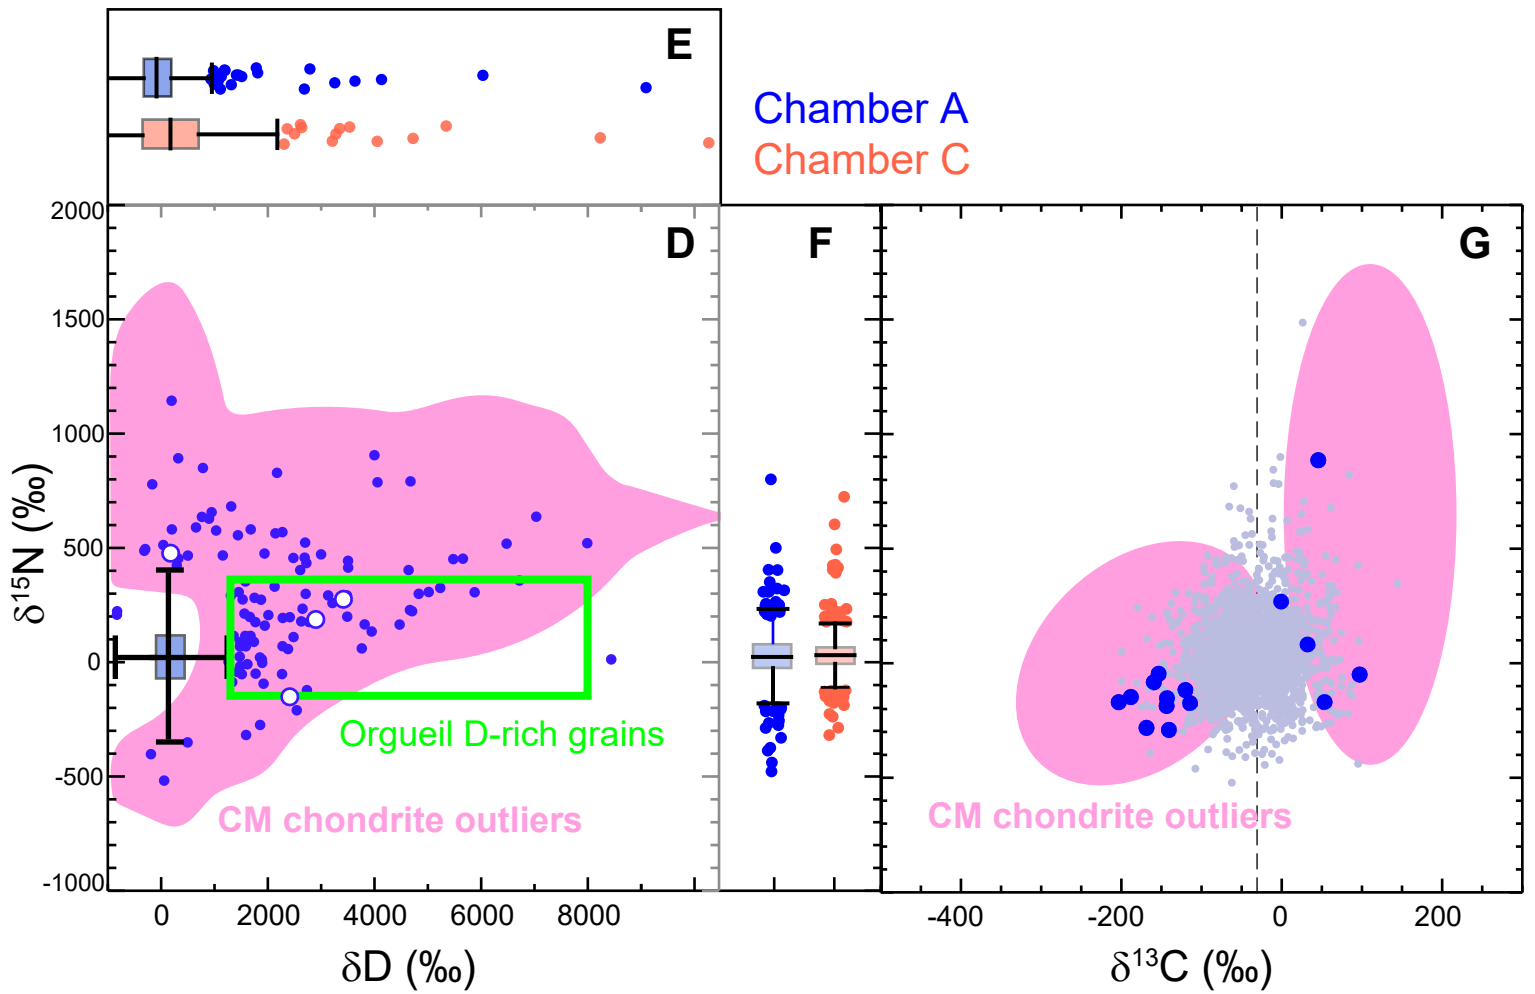 E
Chamber A
Chamber C
2000
1500
1000
500
0
-500
-1000
δ¹⁵N (‰)
D
F
G
Orgueil D-rich grains
CM chondrite outliers
CM chondrite outliers
0 2000 4000 6000 8000
-400 -200 0 200
δD (‰)
δ¹³C (‰)